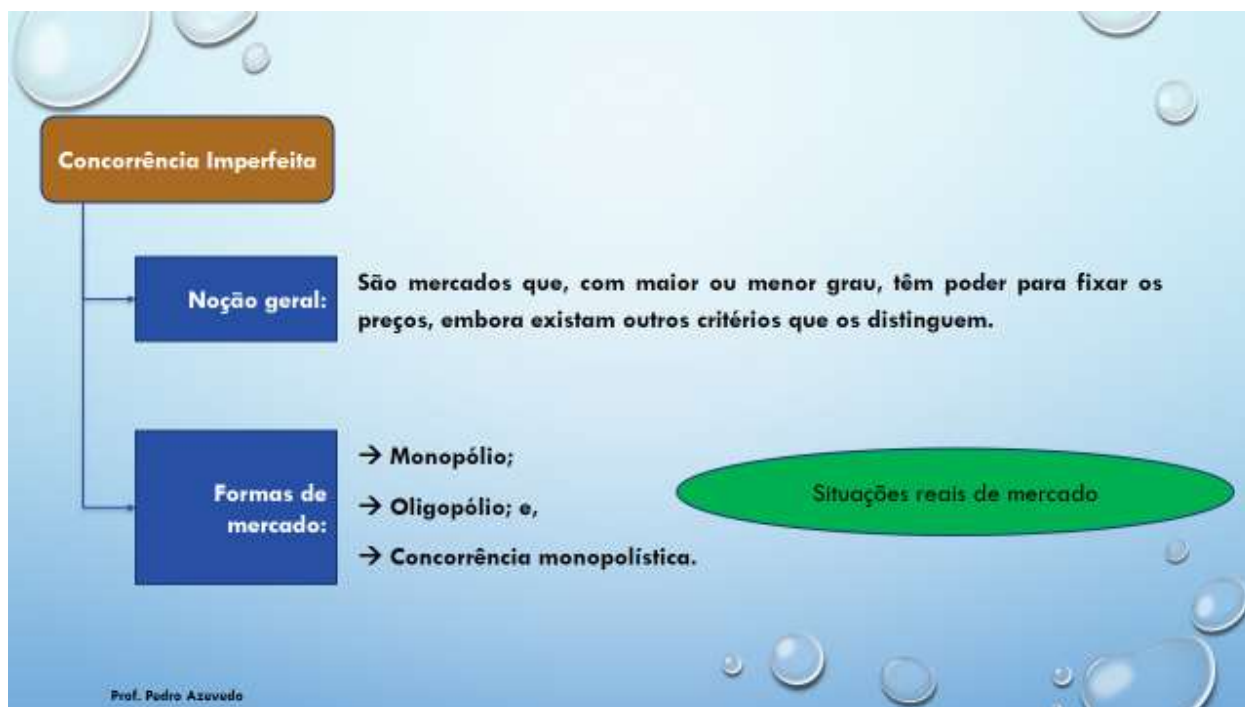 Concorrência Imperfeita
Noção geral:
São mercados que, com maior ou menor grau, têm poder para fixar os
preços, embora existam outros critérios que os distinguem.
Formas de
mercado:
→ Monopólio;
→ Oligopólio; e,
→ Concorrência monopolística.
Situações reais de mercado
Prof. Pedro Azevedo